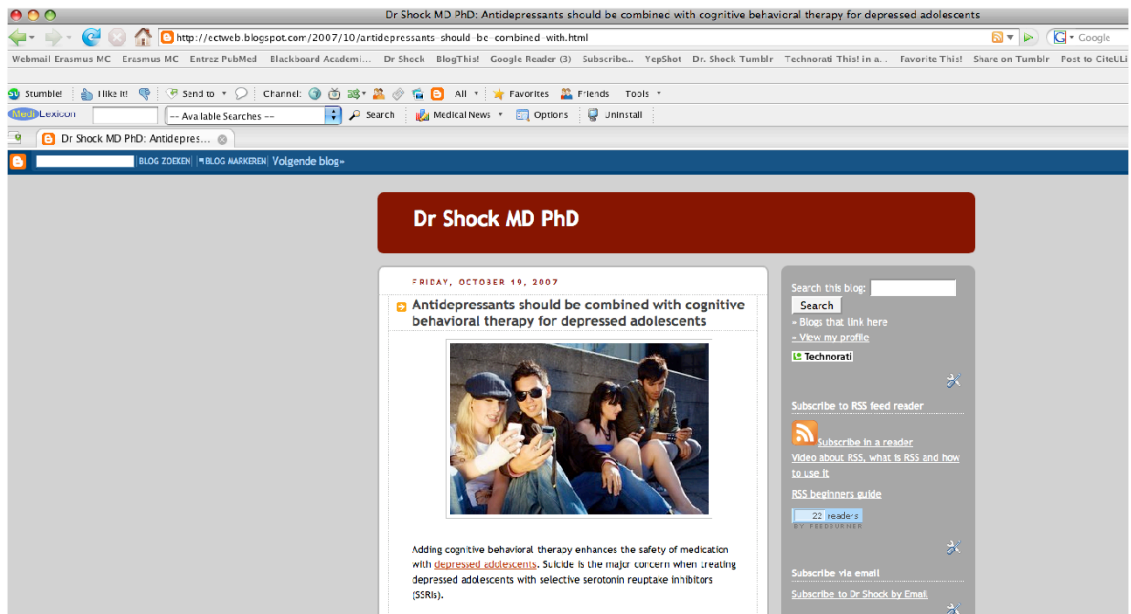 Dr Shock MD PhD: Antidepressants should be combined with cognitive behavioral therapy for depressed adolescents
http://ectweb.blogspot.com/2007/10/antidepressants-should-be-combined-with.html
Google
Webmail Erasmus MC Erasmus MC Entrez PubMed Blackboard Academi... Dr Shock BlogThis! Google Reader (3) Subscribe... YepShot Dr. Shock Tumblr Technorati This! in a... Favorite This! Share on Tumblr Post to CiteULi
Stumble! I like it! Send to Channel: All Favorites Friends Tools
MediLexicon -- Available Searches -- Search Medical News Options Uninstall
Dr Shock MD PhD: Antidepres...
BLOG ZOEKEN BLOG MARKEREN Volgende blog»
Dr Shock MD PhD
FRIDAY, OCTOBER 19, 2007
Antidepressants should be combined with cognitive
behavioral therapy for depressed adolescents
Adding cognitive behavioral therapy enhances the safety of medication
with depressed adolescents. Suicide is the major concern when treating
depressed adolescents with selective serotonin reuptake inhibitors
(SSRIs).
Search this blog:
Search
» Blogs that link here
» View my profile
Technorati
Subscribe to RSS feed reader
Subscribe in a reader
Video about RSS, what is RSS and how
to use it
RSS beginners guide
22 readers
BY FEEDBURNER
Subscribe via email
Subscribe to Dr Shock by Email